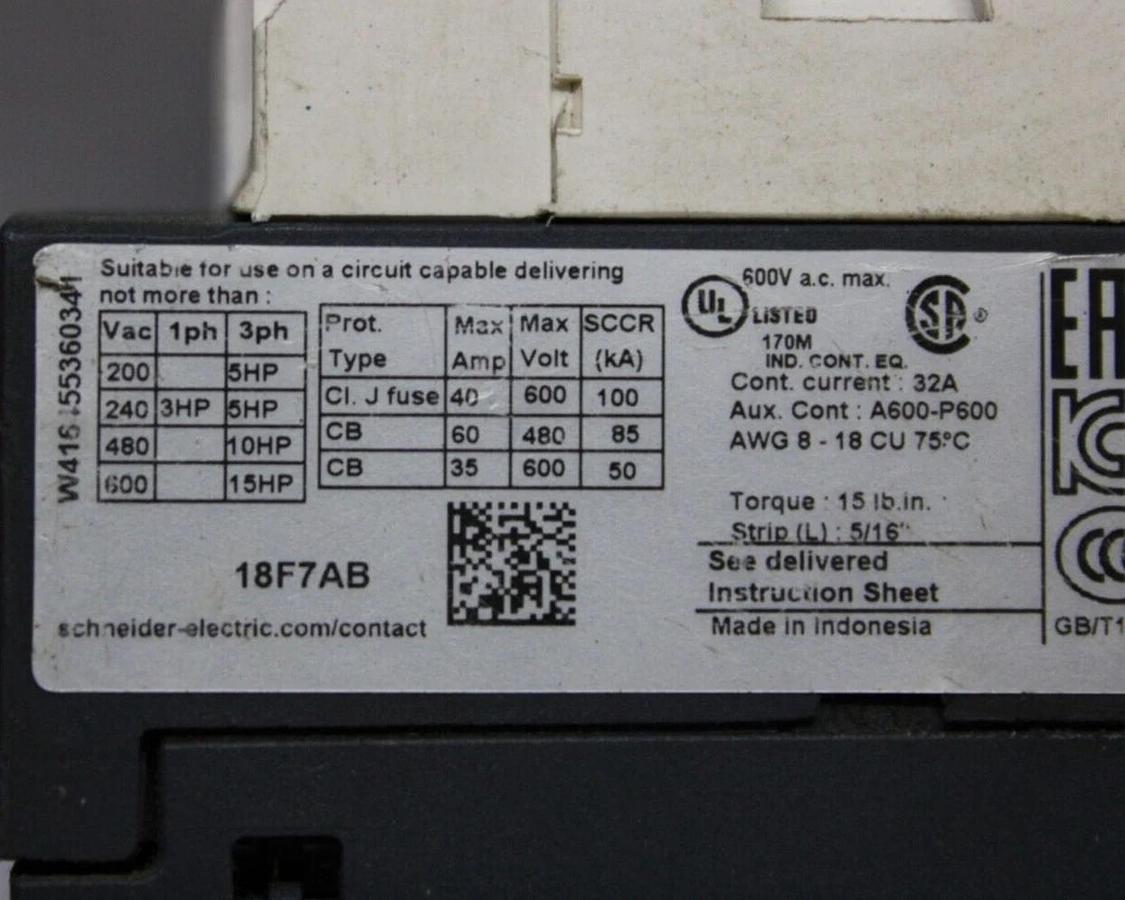 Suitable for use on a circuit capable delivering
not more than :
Vac 1ph 3ph
200 5HP
240 3HP 5HP
480 10HP
600 15HP
Prot. Type Max Amp Max Volt SCCR (kA)
Cl. J fuse 40 600 100
CB 60 480 85
CB 35 600 50
18F7AB
schneider-electric.com/contact
UL
600V a.c. max.
LISTED
170M
IND. CONT. EQ.
SA ®
Cont. current : 32A
Aux. Cont : A600-P600
AWG 8 - 18 CU 75°C
Torque : 15 lb.in.
Strip (L) : 5/16"
See delivered
Instruction Sheet
Made in Indonesia
GB/T1